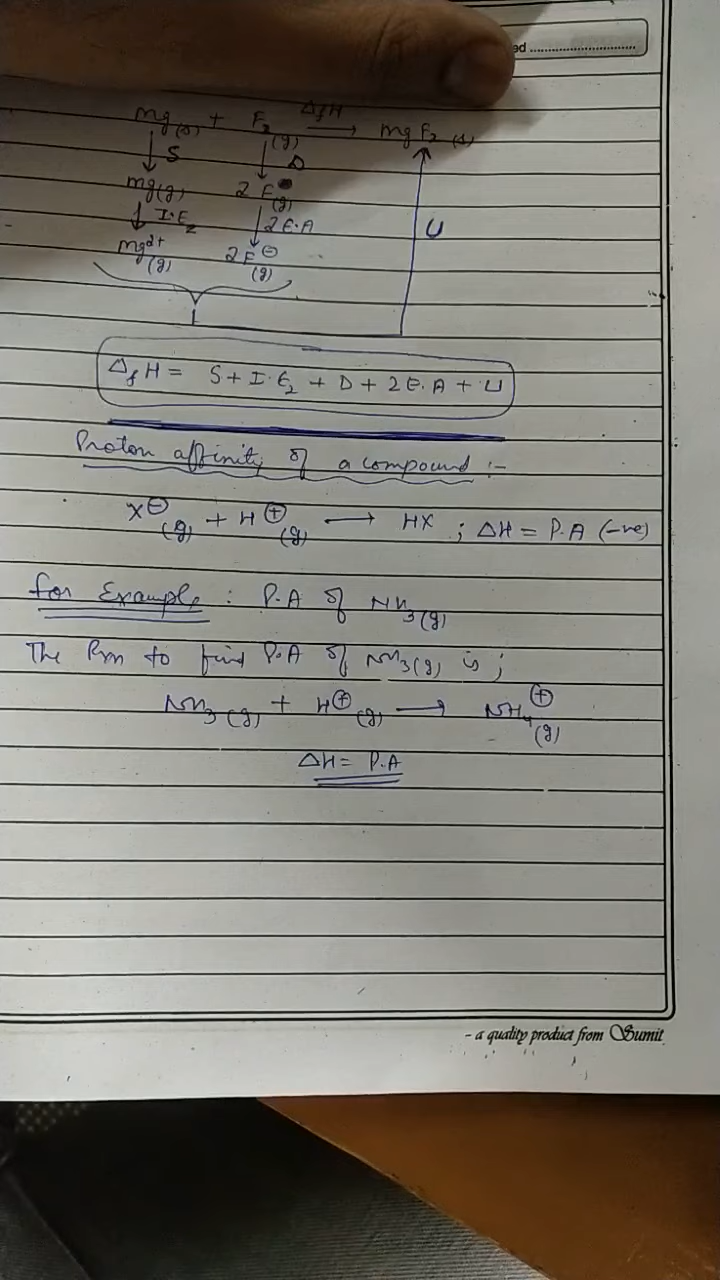 ed ..............................
Mg(s) + F₂(g) ΔfH → MgF₂(s)
↓ S ↓ D
Mg(g) 2F•(g)
↓ I.E₂ ↓ 2E.A U
Mg²⁺(g) 2F⊖(g)
ΔfH = S + I.E₂ + D + 2E.A + U
Proton affinity of a compound :-
X⊖(g) + H⊕(g) → HX ; ΔH = P.A (-ve)
for Example : P.A of NH₃(g)
The Rxn to find P.A of NH₃(g) is ;
NH₃(g) + H⊕(g) → NH₄⊕(g)
ΔH = P.A
- a quality product from Sumit